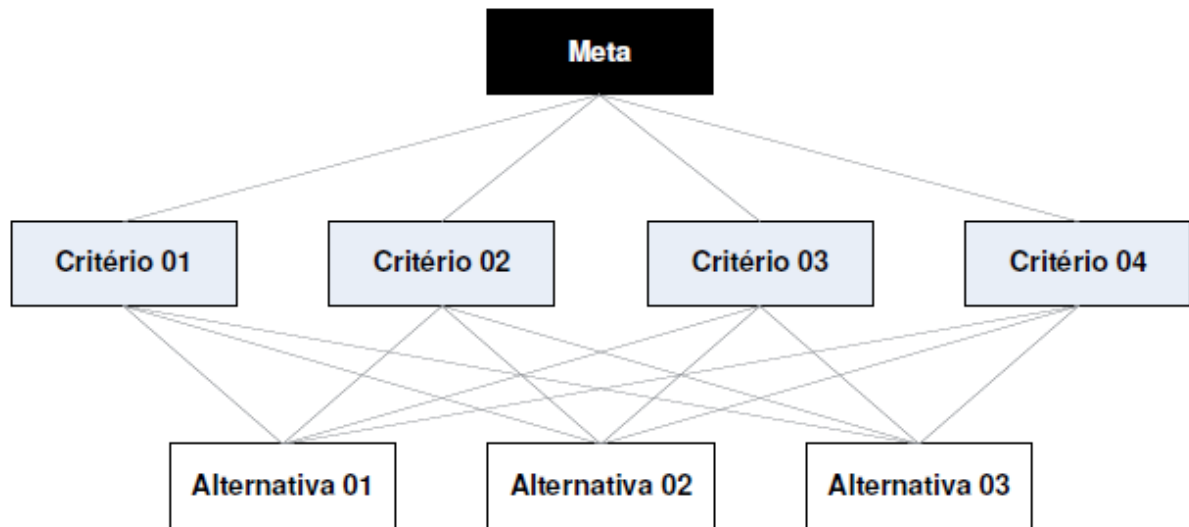 Meta
Critério 01
Critério 02
Critério 03
Critério 04
Alternativa 01
Alternativa 02
Alternativa 03